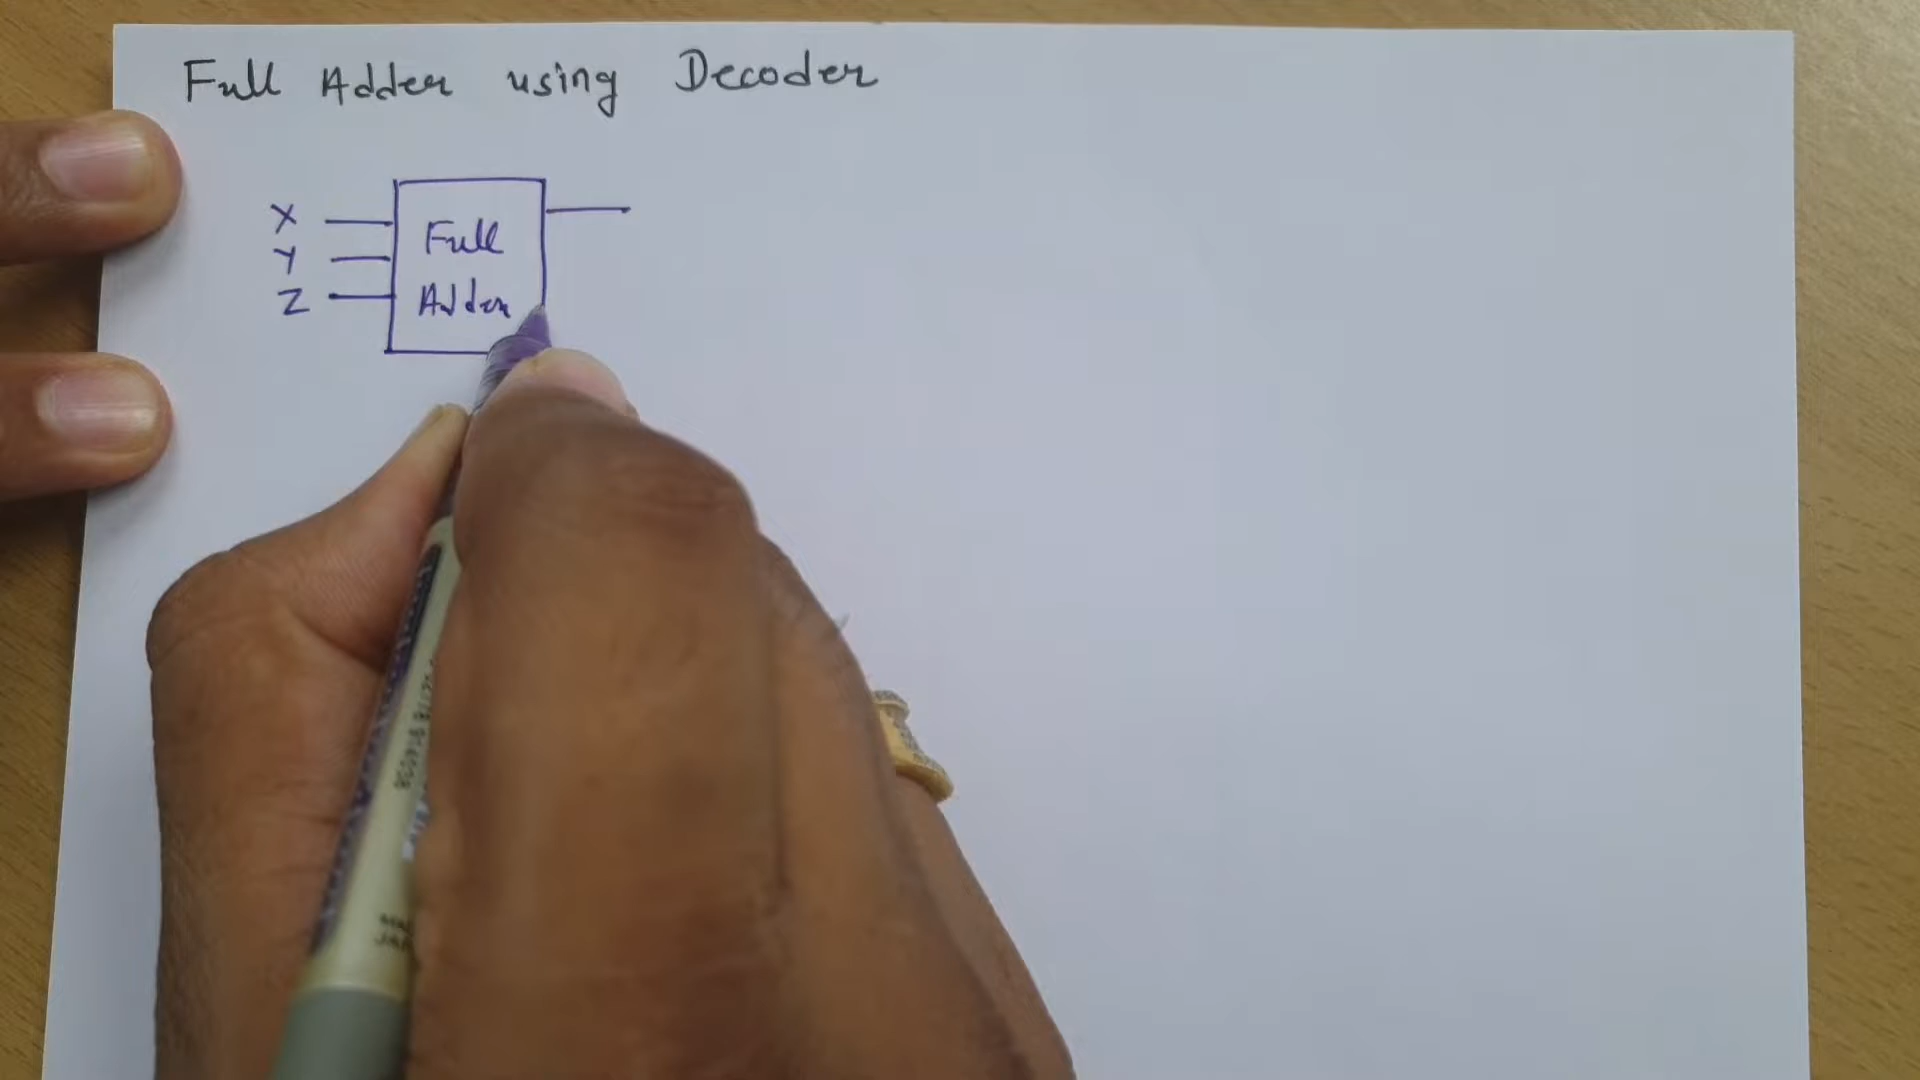 Full Adder using Decoder
X
Y
Z
Full
Adder